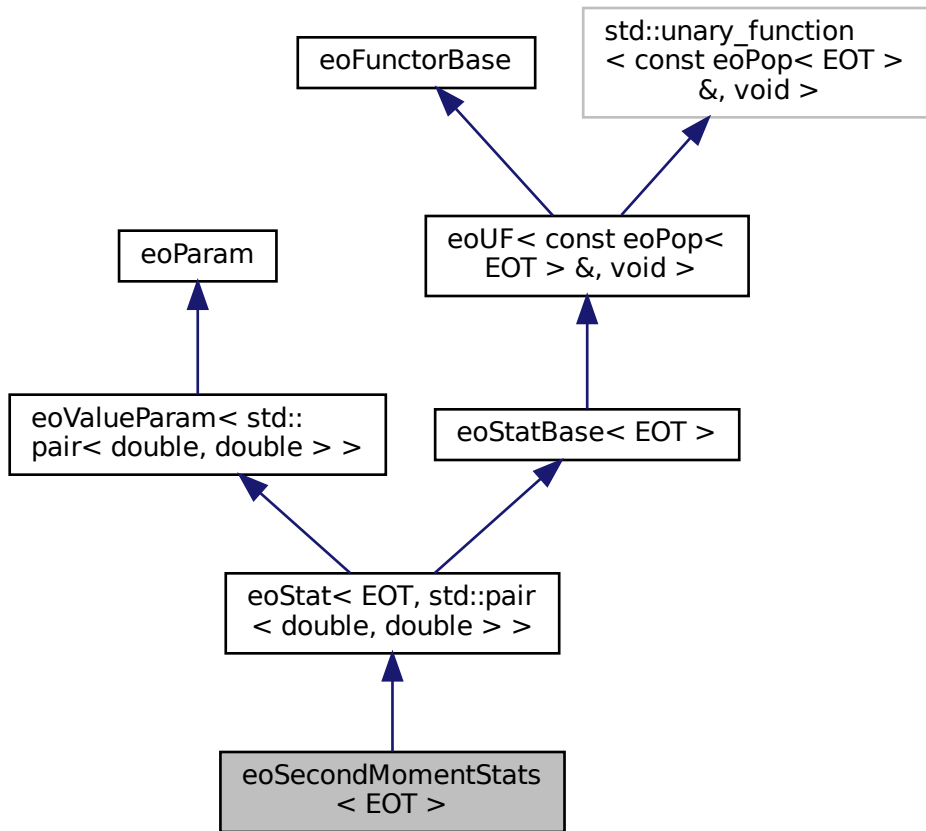 std::unary_function
< const eoPop< EOT >
&, void >
eoFunctorBase
eoUF< const eoPop<
EOT > &, void >
eoParam
eoValueParam< std::
pair< double, double > >
eoStatBase< EOT >
eoStat< EOT, std::pair
< double, double > >
eoSecondMomentStats
< EOT >